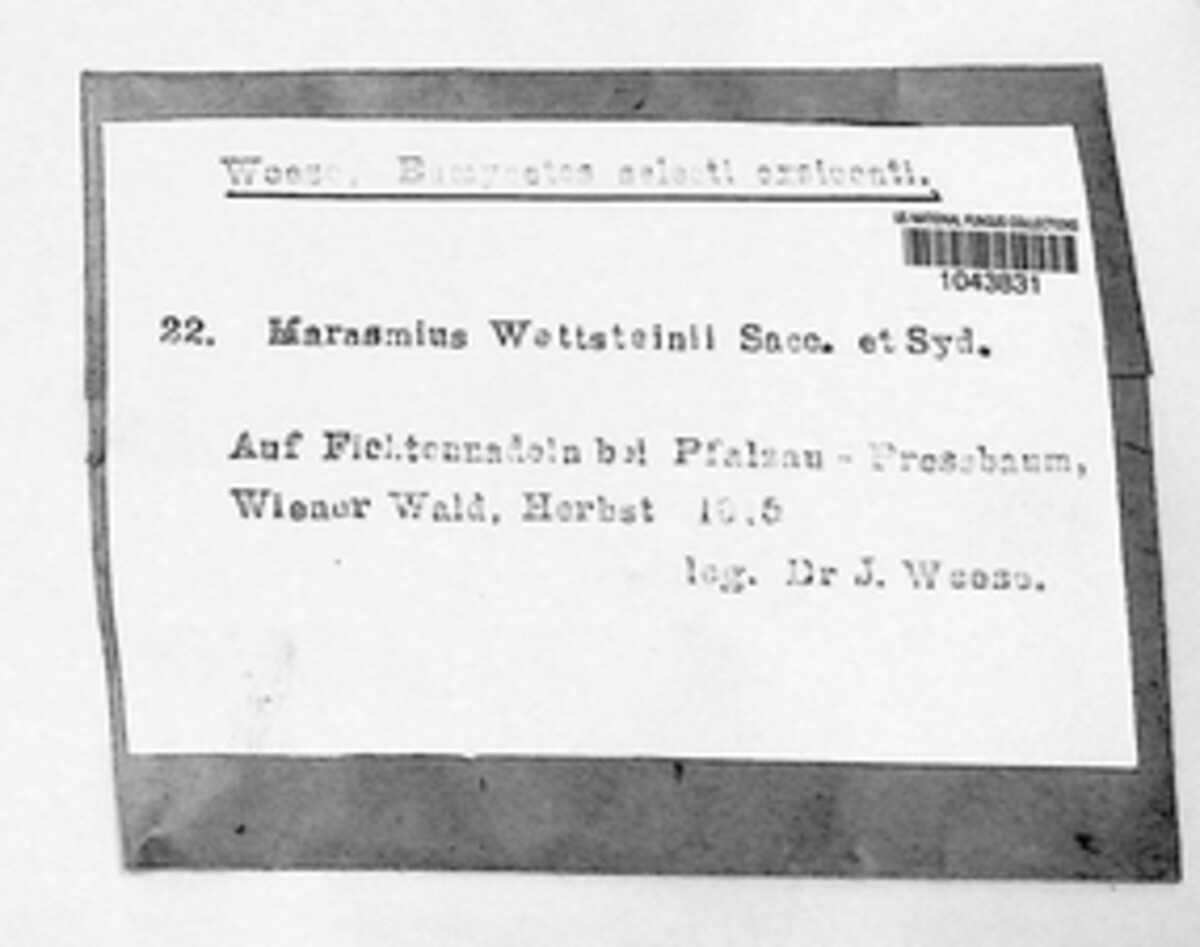 Weese, Eumycetes selecti exsiccati.
US NATIONAL FUNGUS COLLECTIONS
1043831
22. Marasmius Wettsteinii Sacc. et Syd.
Auf Fichtennadeln bei Pfalzau - Pressbaum,
Wiener Wald, Herbst
leg. Dr J. Weese.